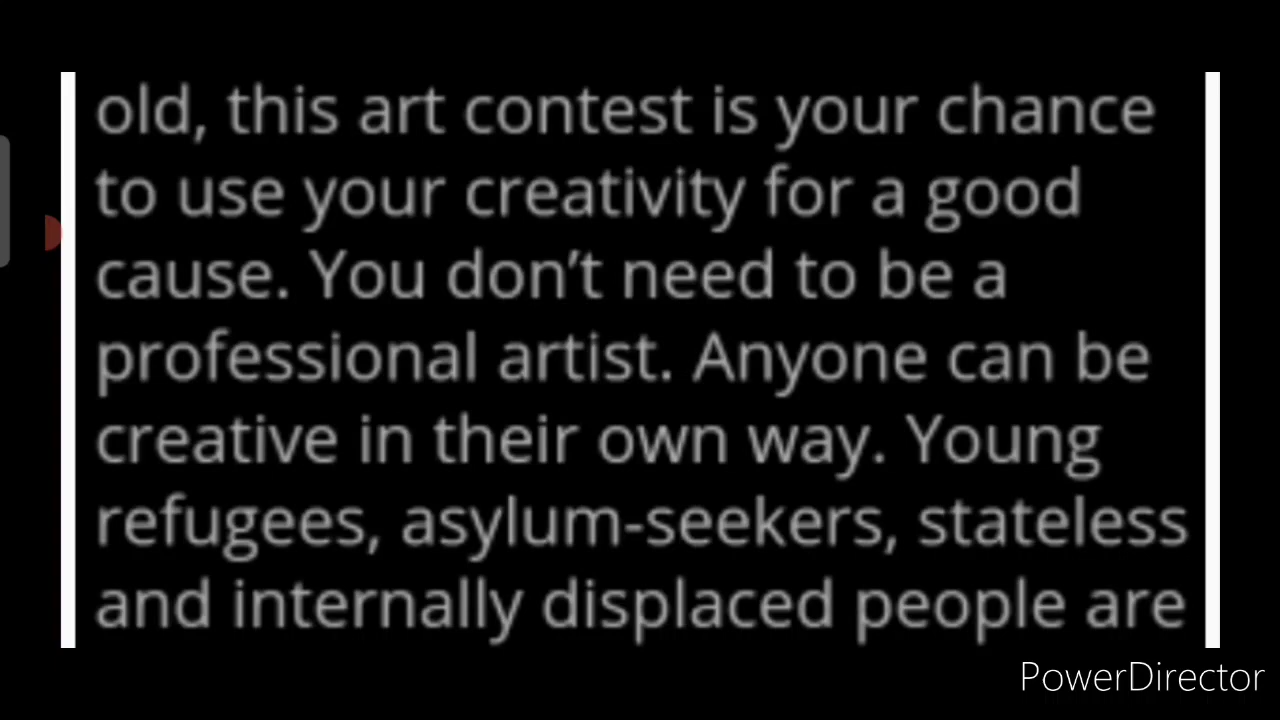 old, this art contest is your chance
to use your creativity for a good
cause. You don’t need to be a
professional artist. Anyone can be
creative in their own way. Young
refugees, asylum-seekers, stateless
and internally displaced people are
PowerDirector